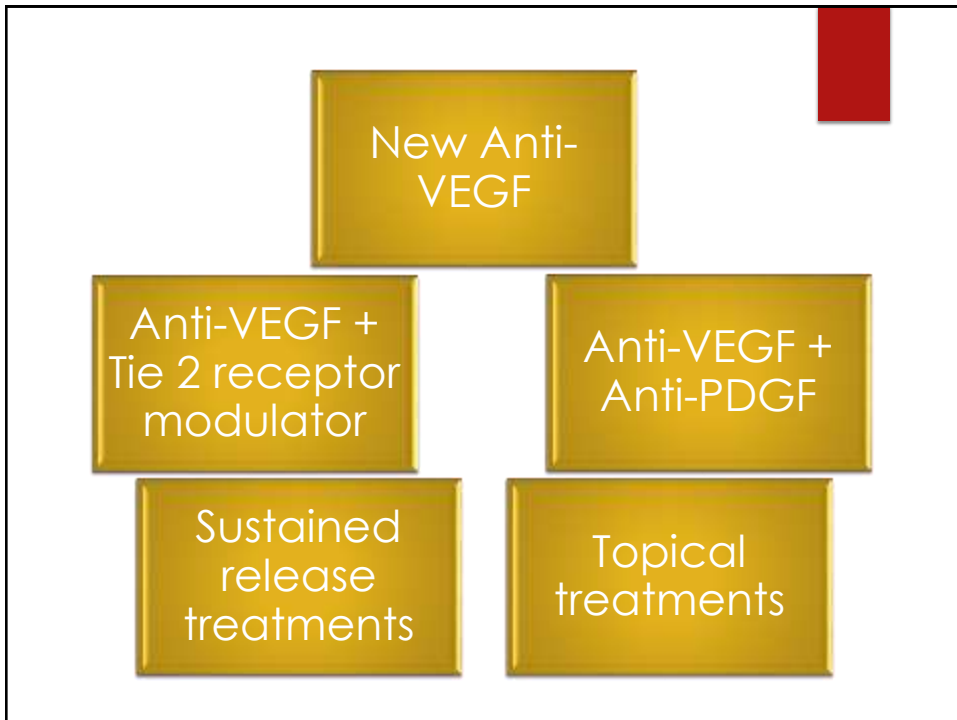 New Anti-
VEGF
Anti-VEGF +
Tie 2 receptor
modulator
Anti-VEGF +
Anti-PDGF
Sustained
release
treatments
Topical
treatments